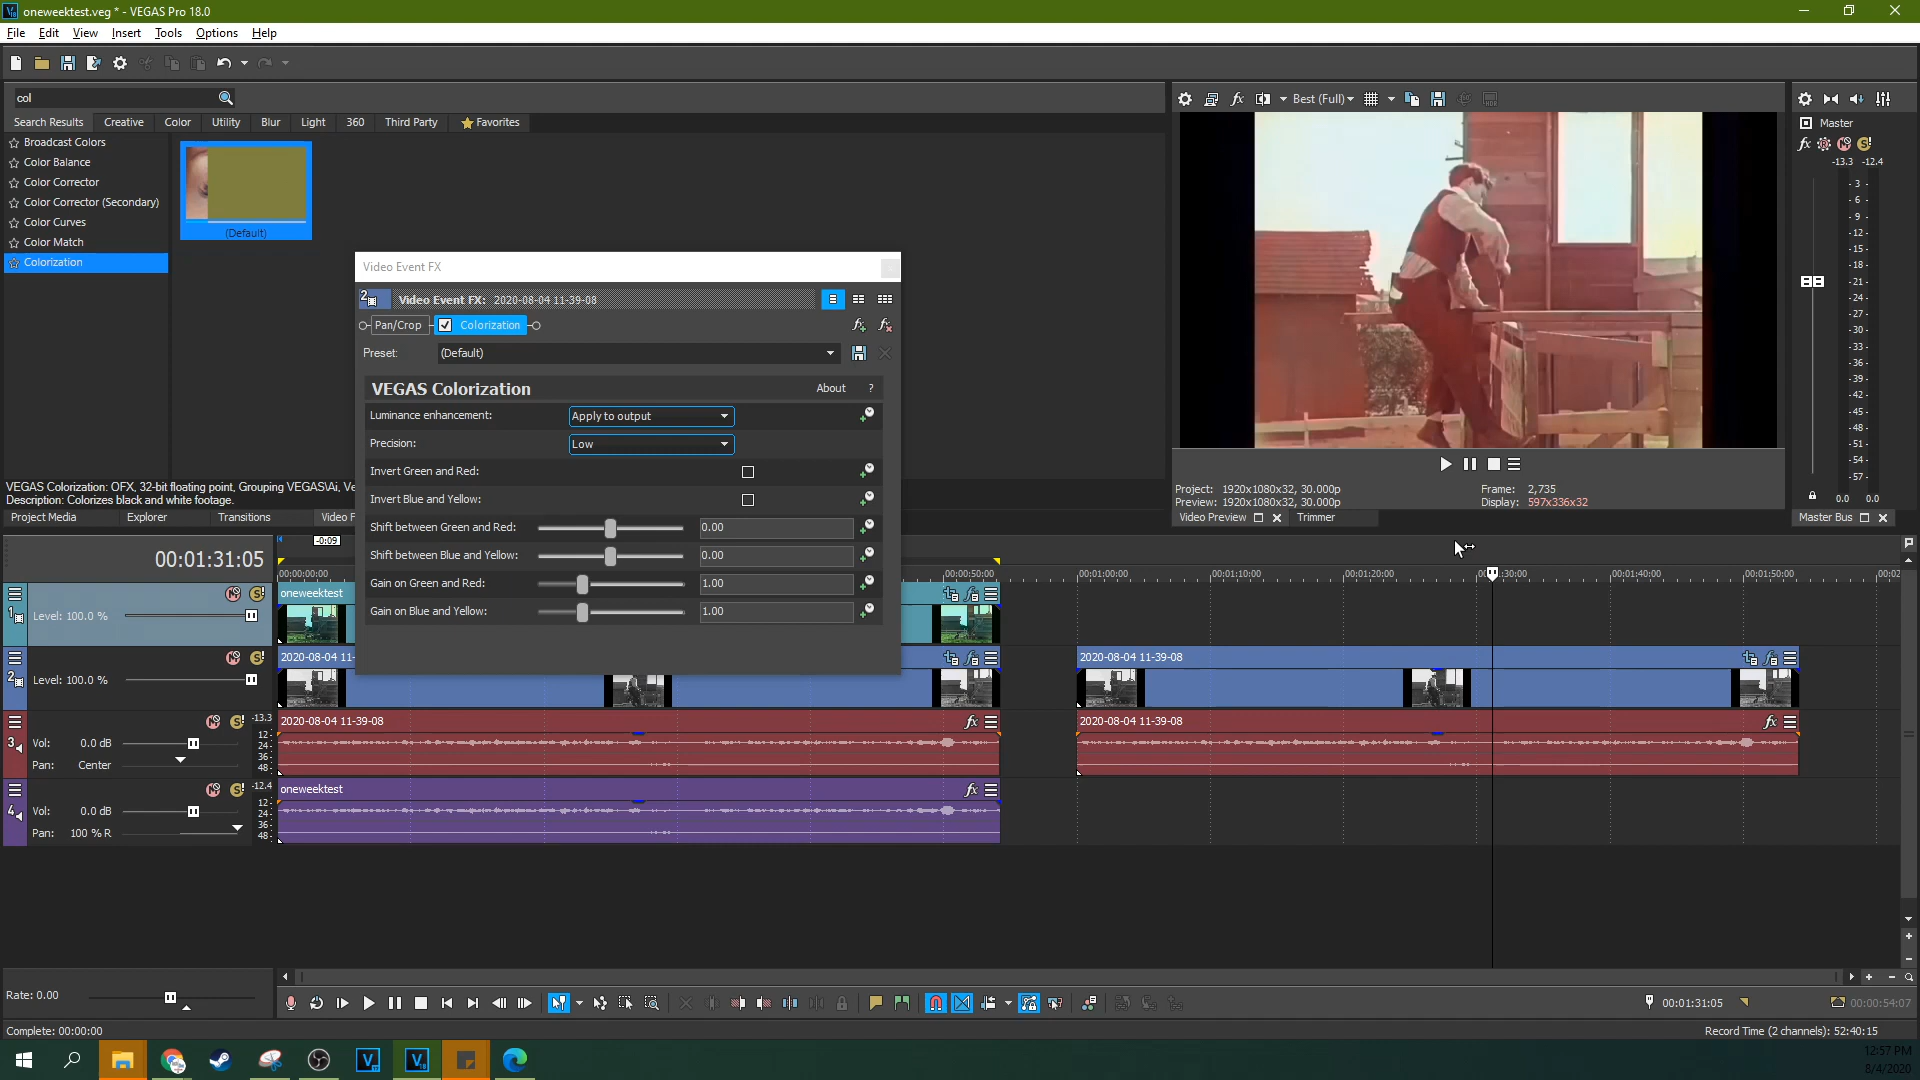 oneweektest.veg * - VEGAS Pro 18.0
File Edit View Insert Tools Options Help
col
Search Results Creative Color Utility Blur Light 360 Third Party Favorites
Broadcast Colors
Color Balance
Color Corrector
Color Corrector (Secondary)
Color Curves
Color Match
Colorization
(Default)
VEGAS Colorization: OFX, 32-bit floating point, Grouping VEGAS\Ai, Ve
Description: Colorizes black and white footage.
Project Media Explorer Transitions Video F
Video Event FX
Video Event FX: 2020-08-04 11-39-08
Pan/Crop Colorization
Preset: (Default)
VEGAS Colorization About ?
Luminance enhancement: Apply to output
Precision: Low
Invert Green and Red:
Invert Blue and Yellow:
Shift between Green and Red: 0.00
Shift between Blue and Yellow: 0.00
Gain on Green and Red: 1.00
Gain on Blue and Yellow: 1.00
Best (Full)
Project: 1920x1080x32, 30.000p
Preview: 1920x1080x32, 30.000p
Frame: 2,735
Display: 597x336x32
Video Preview Trimmer
Master
-13.3 -12.4
- 3 -
- 6 -
- 9 -
- 12 -
- 15 -
- 18 -
- 21 -
- 24 -
- 27 -
- 30 -
- 33 -
- 36 -
- 39 -
- 42 -
- 45 -
- 48 -
- 51 -
- 54 -
- 57 -
0.0 0.0
Master Bus
00:01:31:05
-0:09
00:00:00:00 00:00:50:00 00:01:00:00 00:01:10:00 00:01:20:00 00:01:30:00 00:01:40:00 00:01:50:00
1
Level: 100.0 %
oneweektest
2
Level: 100.0 %
2020-08-04 11-
2020-08-04 11-39-08
3
Vol: 0.0 dB
Pan: Center
-13.3
12-
24-
36-
48-
2020-08-04 11-39-08
2020-08-04 11-39-08
4
Vol: 0.0 dB
Pan: 100 % R
-12.4
12-
24-
36-
48-
oneweektest
Rate: 0.00
00:01:31:05
00:00:54:07
Complete: 00:00:00
Record Time (2 channels): 52:40:15
12:57 PM
8/4/2020